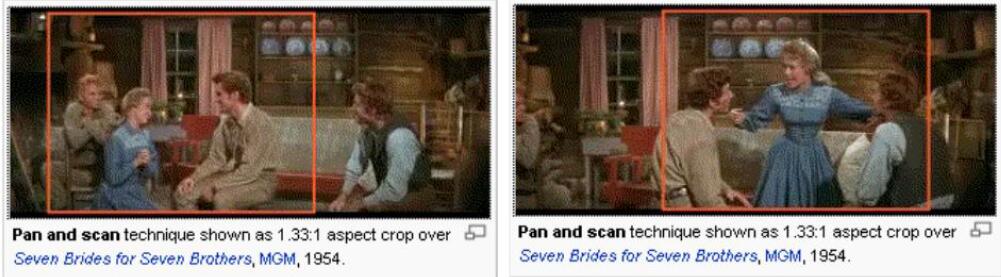 Pan and scan technique shown as 1.33:1 aspect crop over
Seven Brides for Seven Brothers, MGM, 1954.
Pan and scan technique shown as 1.33:1 aspect crop over
Seven Brides for Seven Brothers, MGM, 1954.